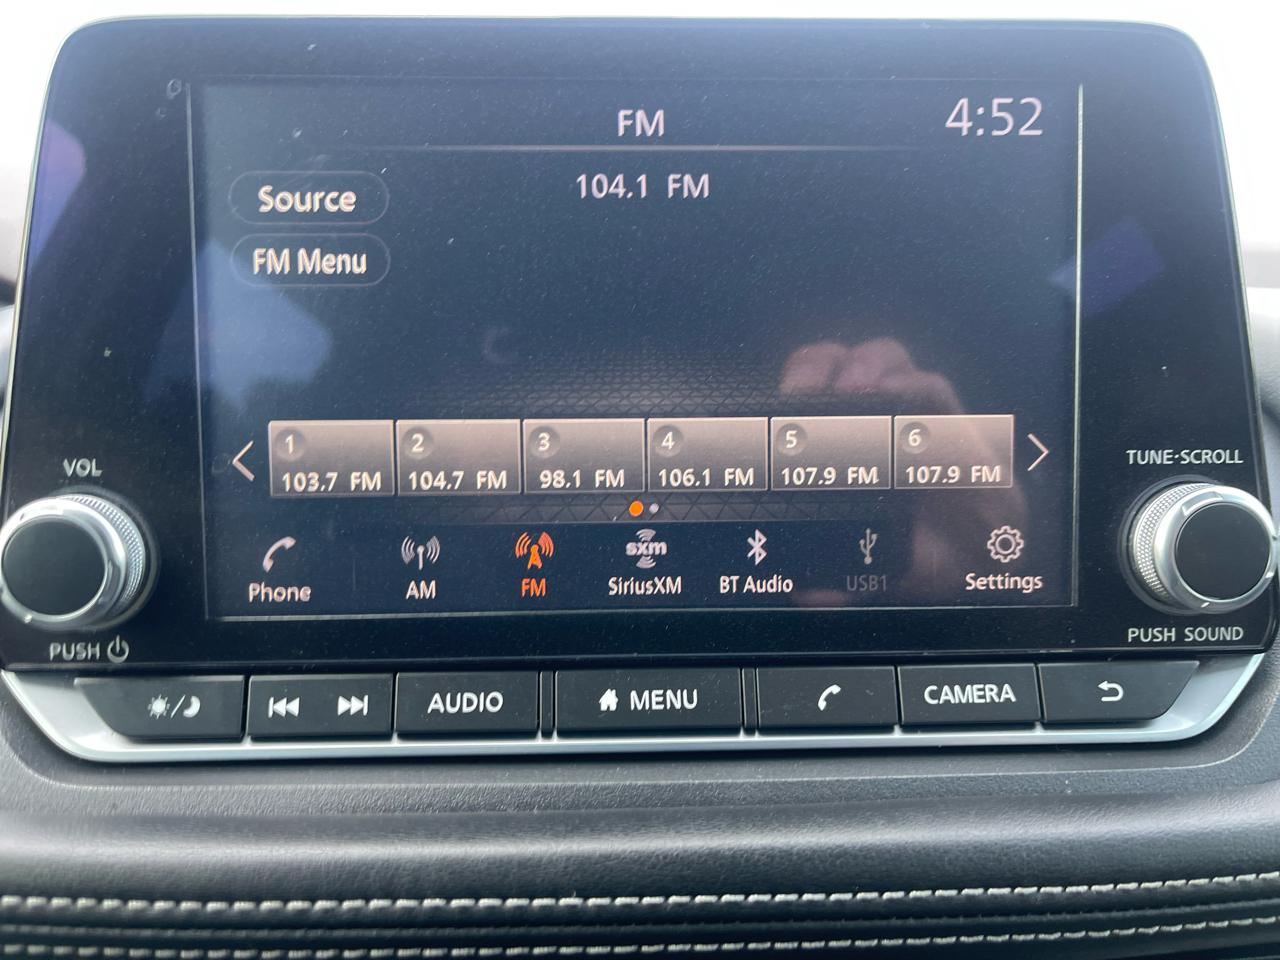 FM
4:52
104.1 FM
Source
FM Menu
1
2
3
4
5
6
103.7 FM
104.7 FM
98.1 FM
106.1 FM
107.9 FM
107.9 FM
VOL
TUNE·SCROLL
Phone
AM
FM
sxm
SiriusXM
BT Audio
USB1
Settings
PUSH
PUSH SOUND
AUDIO
MENU
CAMERA